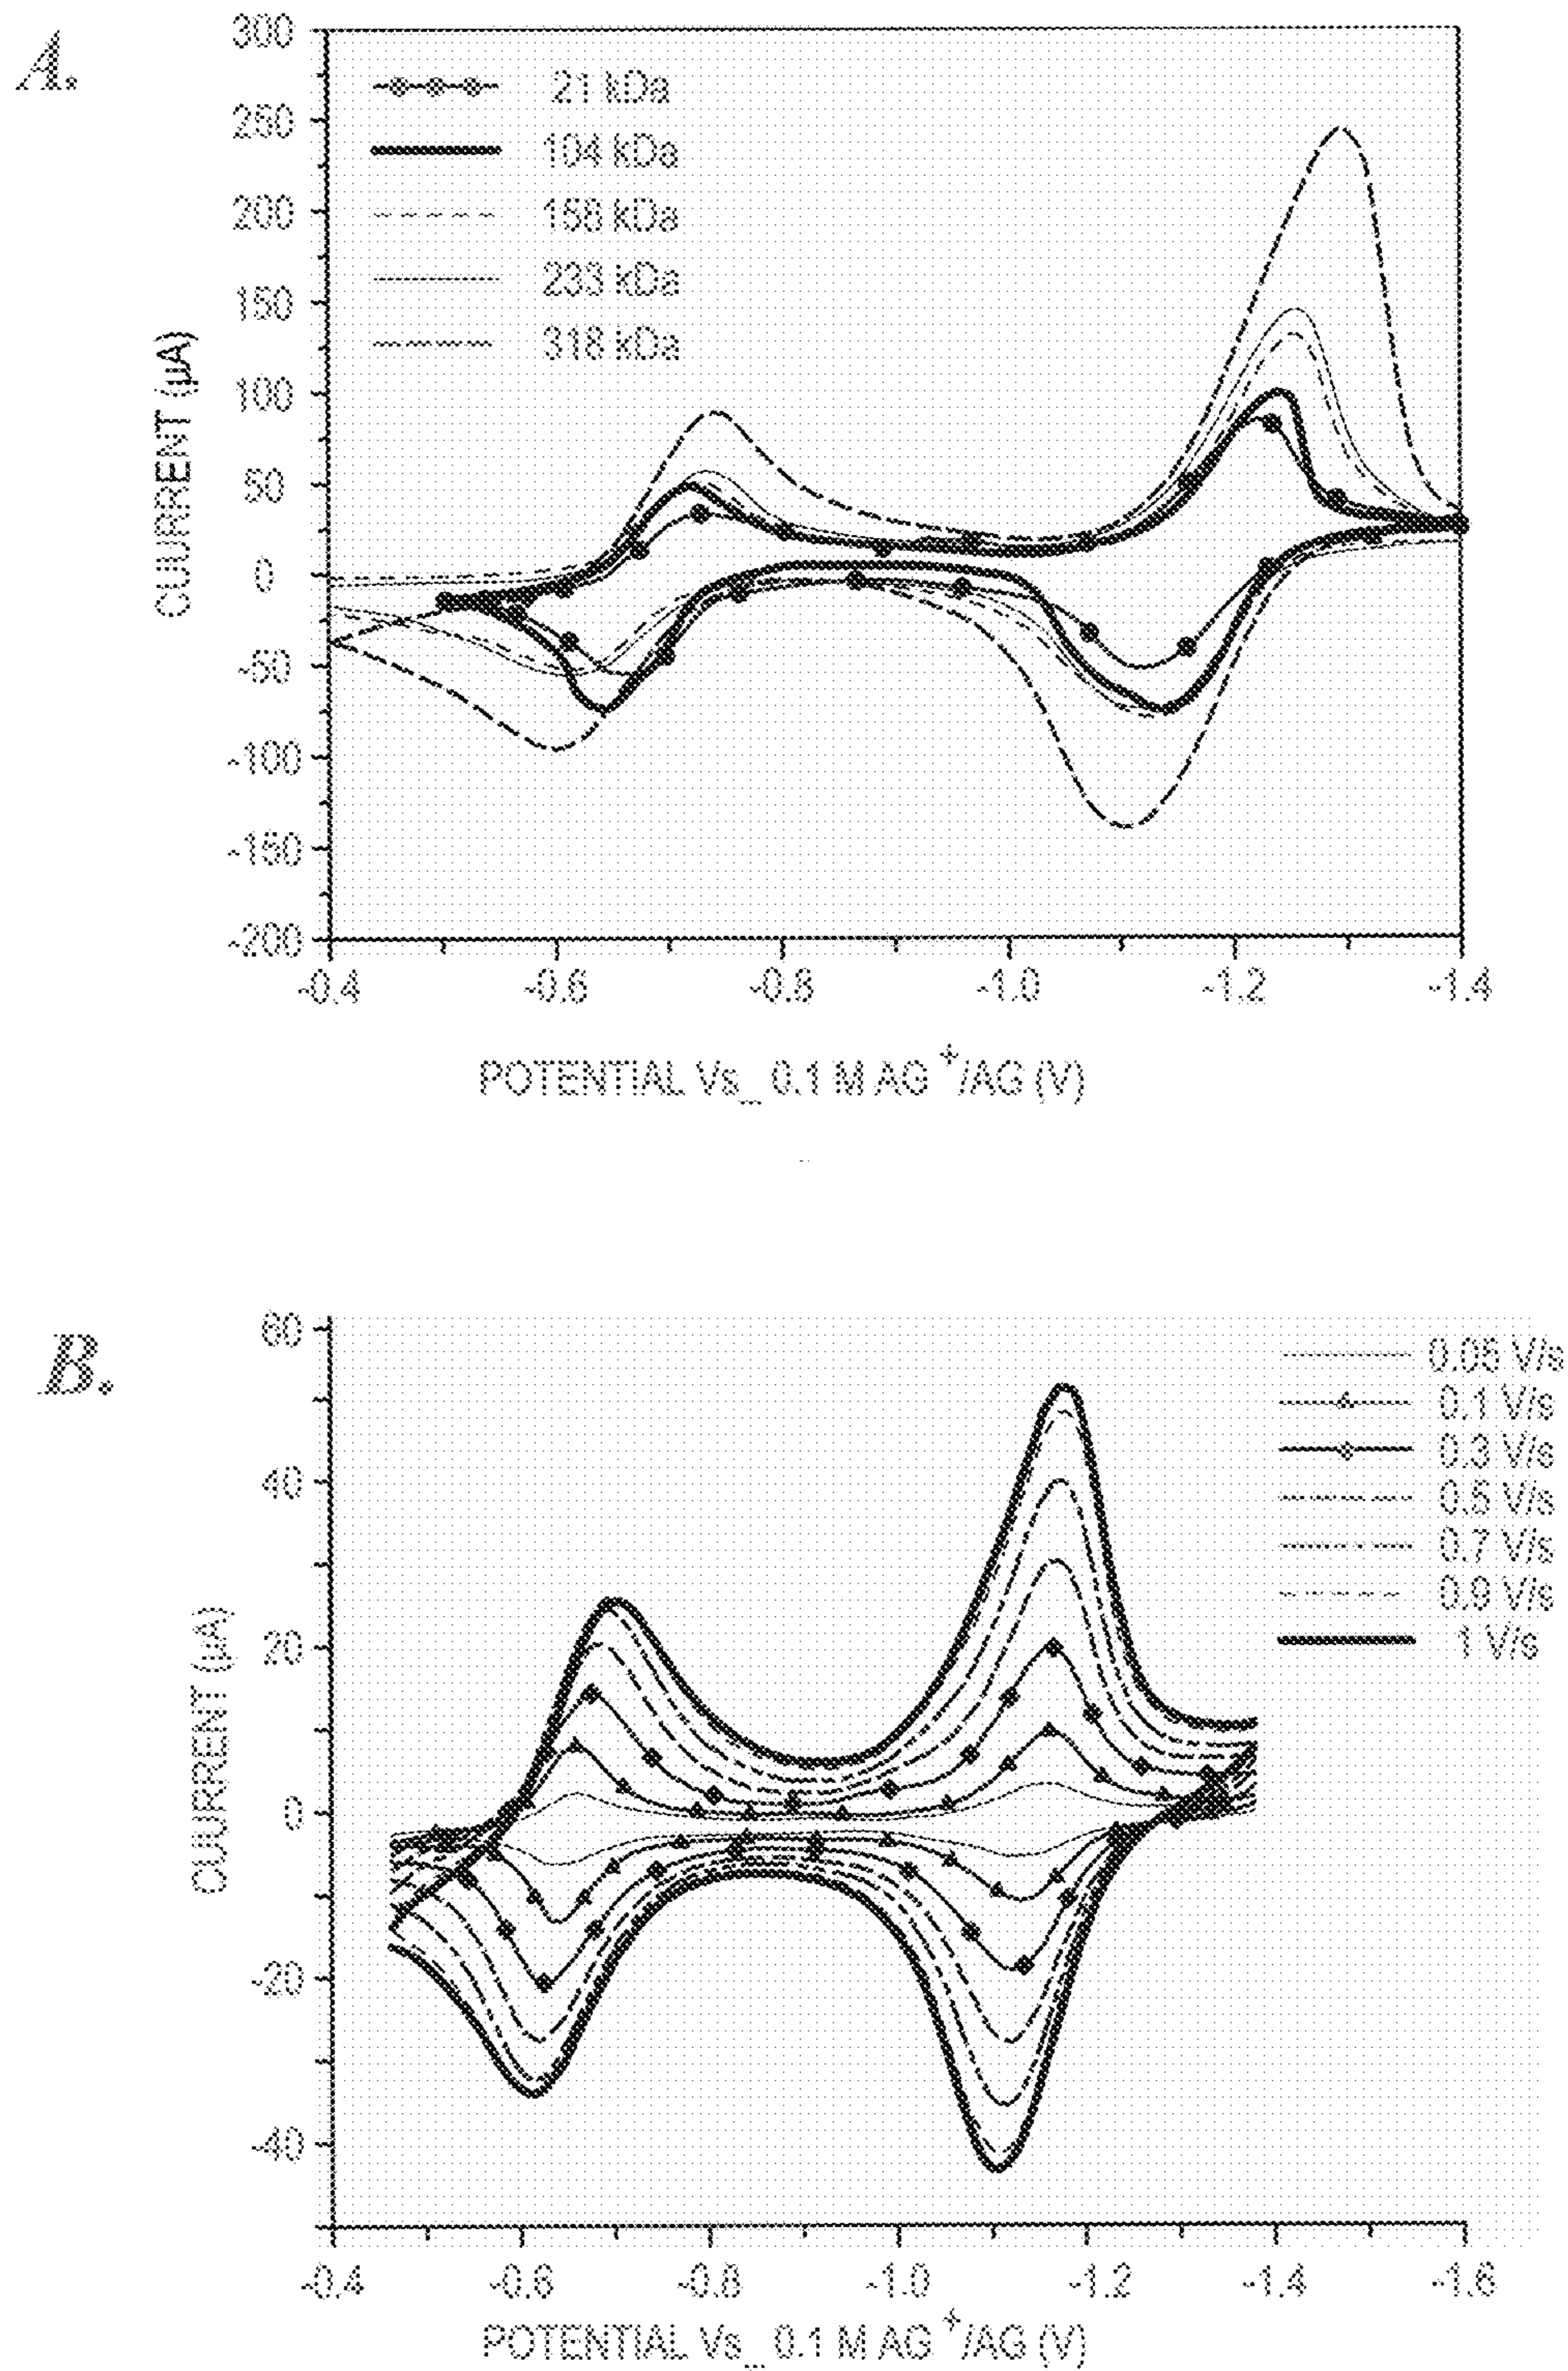 A.
300
250
200
150
100
50
0
-50
-100
-150
-200
21 kDa
104 kDa
158 kDa
233 kDa
318 kDa
CUURRENT (µA)
-0.4 -0.6 -0.8 -1.0 -1.2 -1.4
POTENTIAL Vs_ 0.1 M AG +/AG (V)
B.
60
40
20
0
-20
-40
0.05 V/s
0.1 V/s
0.3 V/s
0.5 V/s
0.7 V/s
0.9 V/s
1 V/s
CUURRENT (µA)
-0.4 -0.6 -0.8 -1.0 -1.2 -1.4 -1.6
POTENTIAL Vs_ 0.1 M AG +/AG (V)